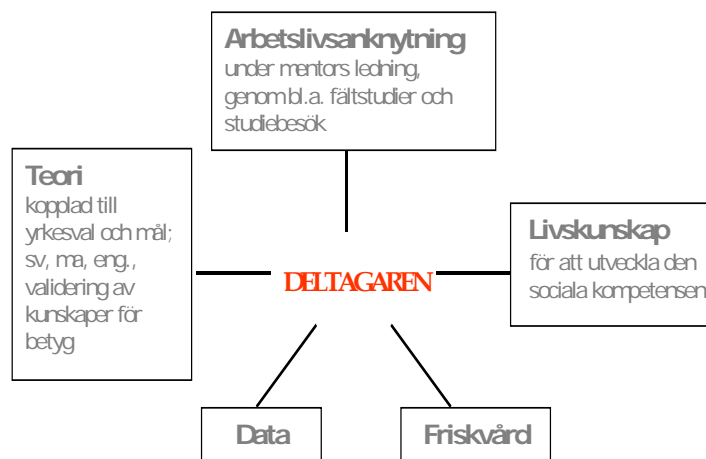 Arbetslivsanknytning
under mentors ledning,
genom bl.a. fältstudier och
studiebesök
Teori
kopplad till
yrkesval och mål;
sv, ma, eng.,
validering av
kunskaper för
betyg
DELTAGAREN
Livskunskap
för att utveckla den
sociala kompetensen
Data
Friskvård